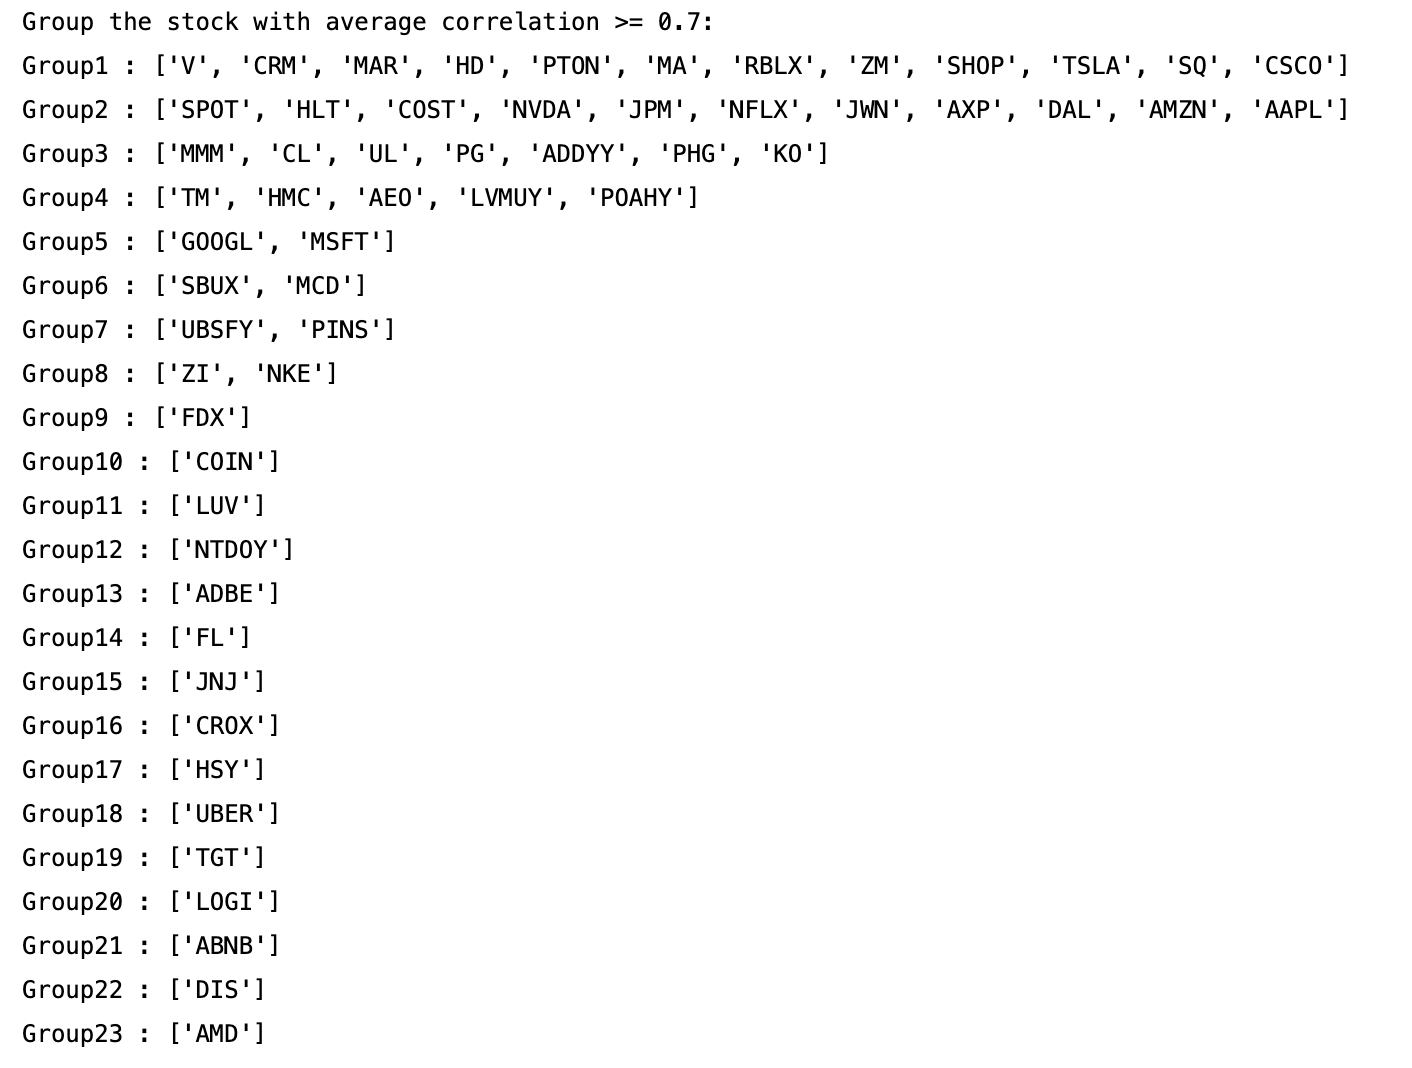 Group the stock with average correlation >= 0.7:
Group1 : ['V', 'CRM', 'MAR', 'HD', 'PTON', 'MA', 'RBLX', 'ZM', 'SHOP', 'TSLA', 'SQ', 'CSCO']
Group2 : ['SPOT', 'HLT', 'COST', 'NVDA', 'JPM', 'NFLX', 'JWN', 'AXP', 'DAL', 'AMZN', 'AAPL']
Group3 : ['MMM', 'CL', 'UL', 'PG', 'ADDYY', 'PHG', 'KO']
Group4 : ['TM', 'HMC', 'AEO', 'LVMUY', 'POAHY']
Group5 : ['GOOGL', 'MSFT']
Group6 : ['SBUX', 'MCD']
Group7 : ['UBSFY', 'PINS']
Group8 : ['ZI', 'NKE']
Group9 : ['FDX']
Group10 : ['COIN']
Group11 : ['LUV']
Group12 : ['NTDOY']
Group13 : ['ADBE']
Group14 : ['FL']
Group15 : ['JNJ']
Group16 : ['CROX']
Group17 : ['HSY']
Group18 : ['UBER']
Group19 : ['TGT']
Group20 : ['LOGI']
Group21 : ['ABNB']
Group22 : ['DIS']
Group23 : ['AMD']